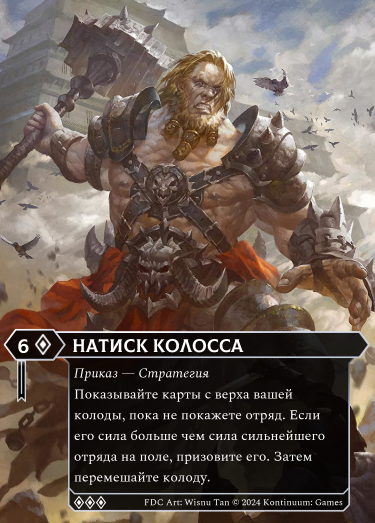 6 НАТИСК КОЛОССА
Приказ — Стратегия
Показывайте карты с верха вашей
колоды, пока не покажете отряд. Если
его сила больше чем сила сильнейшего
отряда на поле, призовите его. Затем
перемешайте колоду.
FDC Art: Wisnu Tan © 2024 Kontinuum: Games